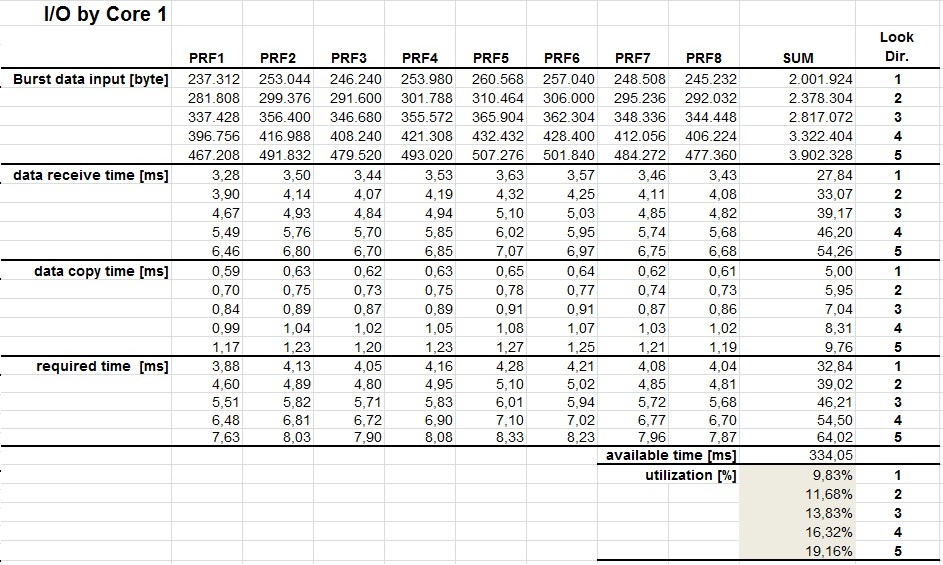 I/O by Core 1
Look
PRF1 PRF2 PRF3 PRF4 PRF5 PRF6 PRF7 PRF8 SUM Dir.
Burst data input [byte] 237.312 253.044 246.240 253.980 260.568 257.040 248.508 245.232 2.001.924 1
281.808 299.376 291.600 301.788 310.464 306.000 295.236 292.032 2.378.304 2
337.428 356.400 346.680 355.572 365.904 362.304 348.336 344.448 2.817.072 3
396.756 416.988 408.240 421.308 432.432 428.400 412.056 406.224 3.322.404 4
467.208 491.832 479.520 493.020 507.276 501.840 484.272 477.360 3.902.328 5
data receive time [ms] 3,28 3,50 3,44 3,53 3,63 3,57 3,46 3,43 27,84 1
3,90 4,14 4,07 4,19 4,32 4,25 4,11 4,08 33,07 2
4,67 4,93 4,84 4,94 5,10 5,03 4,85 4,82 39,17 3
5,49 5,76 5,70 5,85 6,02 5,95 5,74 5,68 46,20 4
6,46 6,80 6,70 6,85 7,07 6,97 6,75 6,68 54,26 5
data copy time [ms] 0,59 0,63 0,62 0,63 0,65 0,64 0,62 0,61 5,00 1
0,70 0,75 0,73 0,75 0,78 0,77 0,74 0,73 5,95 2
0,84 0,89 0,87 0,89 0,91 0,91 0,87 0,86 7,04 3
0,99 1,04 1,02 1,05 1,08 1,07 1,03 1,02 8,31 4
1,17 1,23 1,20 1,23 1,27 1,25 1,21 1,19 9,76 5
required time [ms] 3,88 4,13 4,05 4,16 4,28 4,21 4,08 4,04 32,84 1
4,60 4,89 4,80 4,95 5,10 5,02 4,85 4,81 39,02 2
5,51 5,82 5,71 5,83 6,01 5,94 5,72 5,68 46,21 3
6,48 6,81 6,72 6,90 7,10 7,02 6,77 6,70 54,50 4
7,63 8,03 7,90 8,08 8,33 8,23 7,96 7,87 64,02 5
available time [ms] 334,05
utilization [%] 9,83% 1
11,68% 2
13,83% 3
16,32% 4
19,16% 5